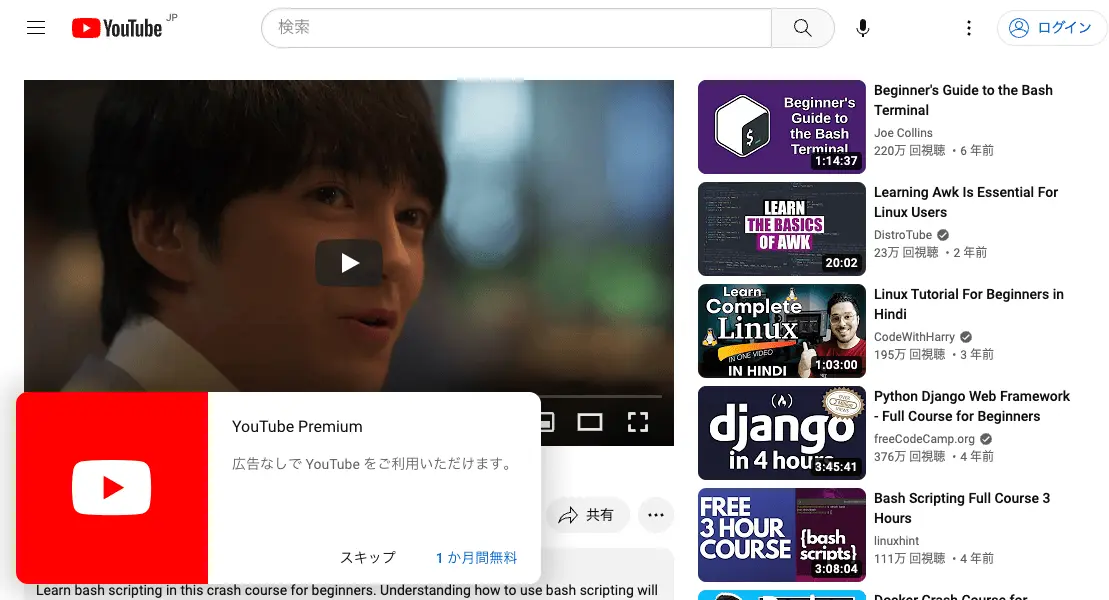 YouTube JP
検索
ログイン
YouTube Premium
広告なしで YouTube をご利用いただけます。
スキップ
1 か月間無料
共有
Learn bash scripting in this crash course for beginners. Understanding how to use bash scripting will
Beginner's
Guide to
the Bash
Terminal
1:14:37
Beginner's Guide to the Bash
Terminal
Joe Collins
220万 回視聴 ・6 年前
LEARN
THE BASICS
OF AWK
20:02
Learning Awk Is Essential For
Linux Users
DistroTube
23万 回視聴 ・2 年前
Learn
Complete
Linux
IN ONE VIDEO
IN HINDI
1:03:00
Linux Tutorial For Beginners in
Hindi
CodeWithHarry
195万 回視聴 ・3 年前
django
in 4 hours
3:45:41
Python Django Web Framework
- Full Course for Beginners
freeCodeCamp.org
376万 回視聴 ・4 年前
FREE
3 HOUR
COURSE
{bash
scripts}
3:08:04
Bash Scripting Full Course 3
Hours
linuxhint
111万 回視聴 ・4 年前
Docker Crash Course for